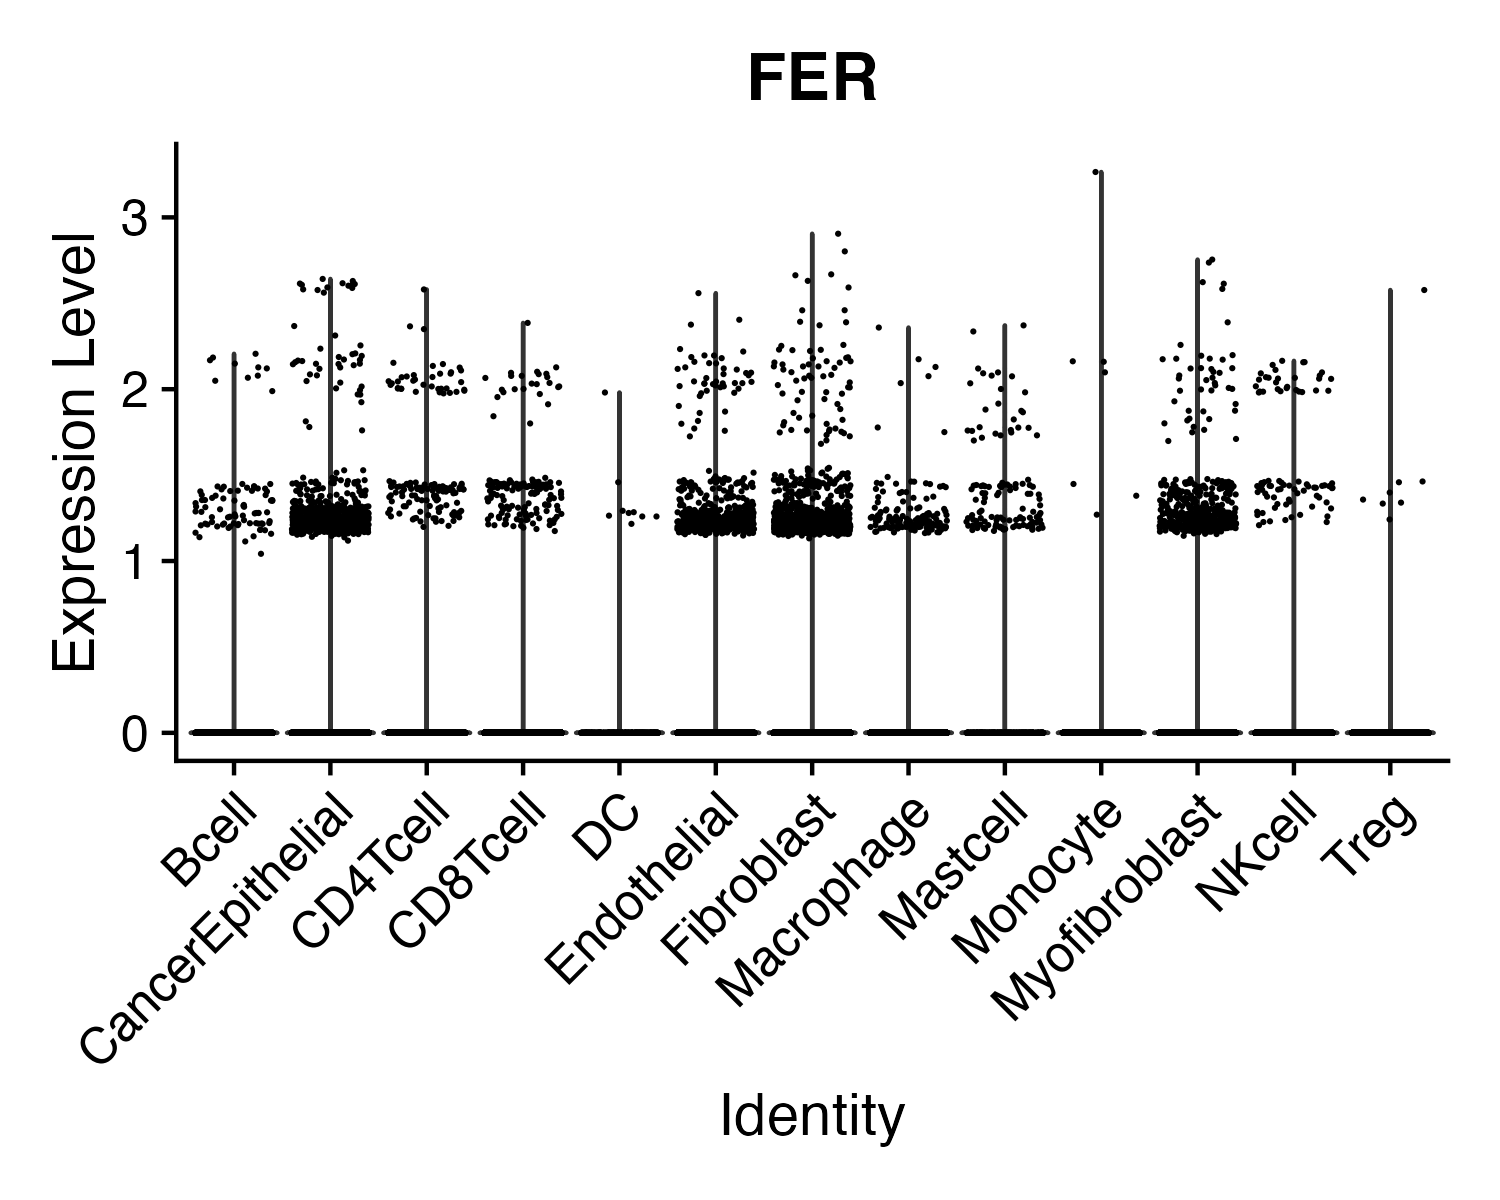 FER
Expression Level
3
2
1
0
Bcell
CancerEpithelial
CD4Tcell
CD8Tcell
DC
Endothelial
Fibroblast
Macrophage
Mastcell
Monocyte
Myofibroblast
NKcell
Treg
Identity